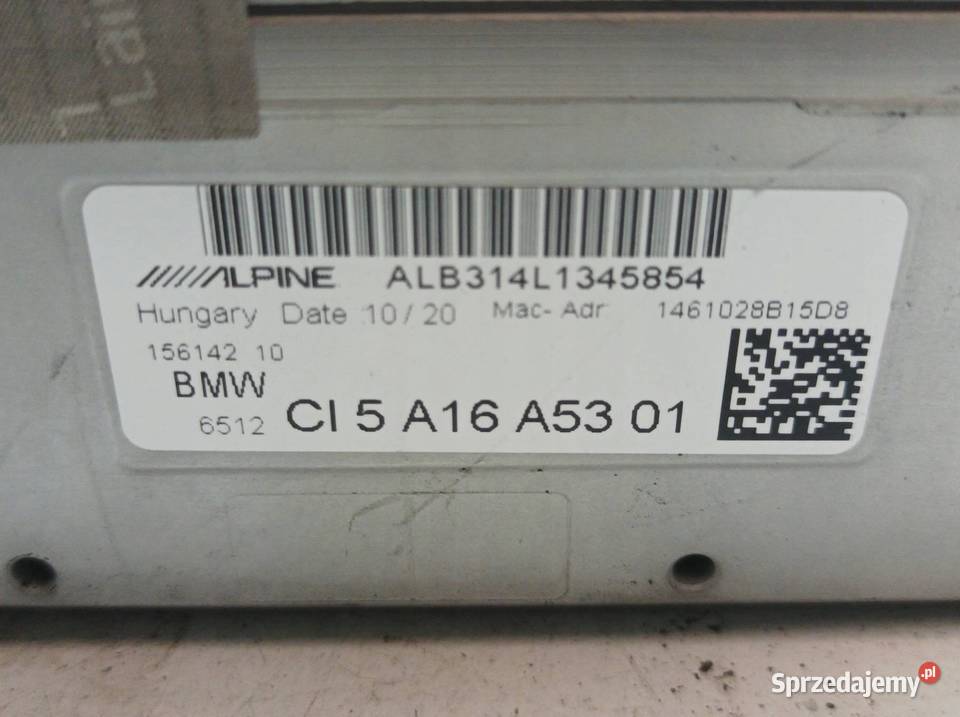 ALPINE ALB314L1345854
Hungary Date 10/20 Mac-Adr 1461028B15D8
156142 10
BMW
6512 CI 5 A16 A53 01
Sprzedajemy.pl